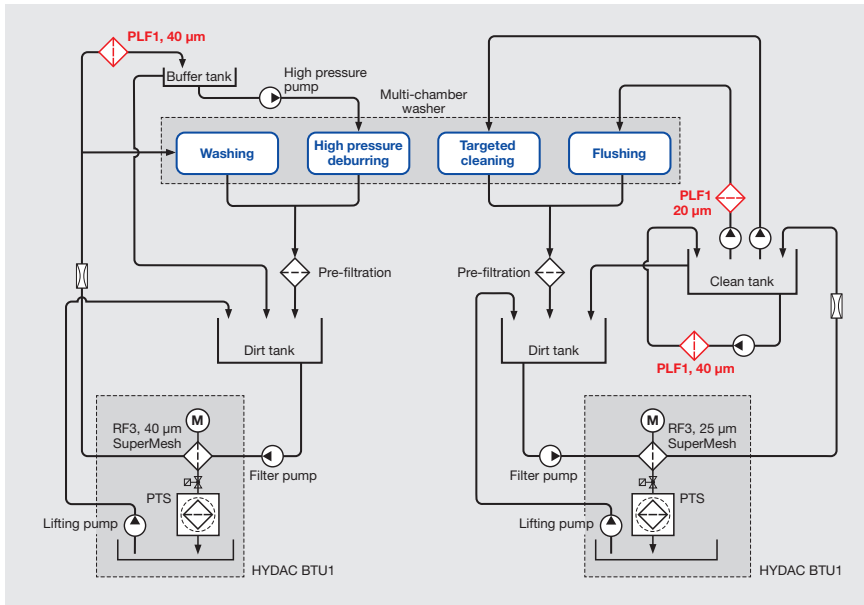 PLF1, 40 µm
Buffer tank
High pressure
pump
Multi-chamber
washer
Washing
High pressure
deburring
Targeted
cleaning
Flushing
PLF1
20 µm
Pre-filtration
Pre-filtration
Clean tank
Dirt tank
Dirt tank
PLF1, 40 µm
M
RF3, 40 µm
SuperMesh
Filter pump
PTS
Lifting pump
HYDAC BTU1
M
RF3, 25 µm
SuperMesh
Filter pump
PTS
Lifting pump
HYDAC BTU1